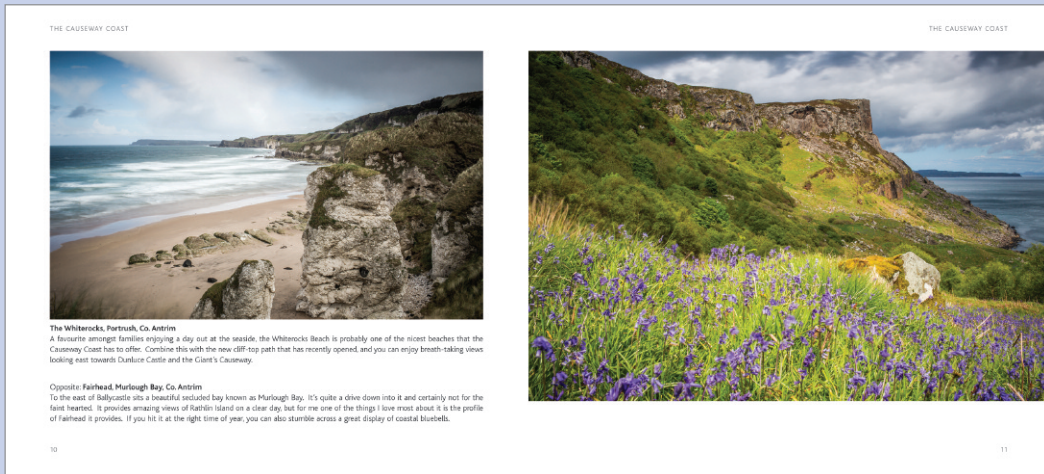 THE CAUSEWAY COAST
THE CAUSEWAY COAST
The Whiterocks, Portrush, Co. Antrim
A favourite amongst families enjoying a day out at the seaside, the Whiterocks Beach is probably one of the nicest beaches that the
Causeway Coast has to offer. Combine this with the new cliff-top path that has recently opened, and you can enjoy breath-taking views
looking east towards Dunluce Castle and the Giant's Causeway.
Opposite: Fairhead, Murlough Bay, Co. Antrim
To the east of Ballycastle sits a beautiful secluded bay known as Murlough Bay. It's quite a drive down into it and certainly not for the
faint hearted. It provides amazing views of Rathlin Island on a clear day, but for me one of the things I love most about it is the profile
of Fairhead it provides. If you hit it at the right time of year, you can also stumble across a great display of coastal bluebells.
10
11